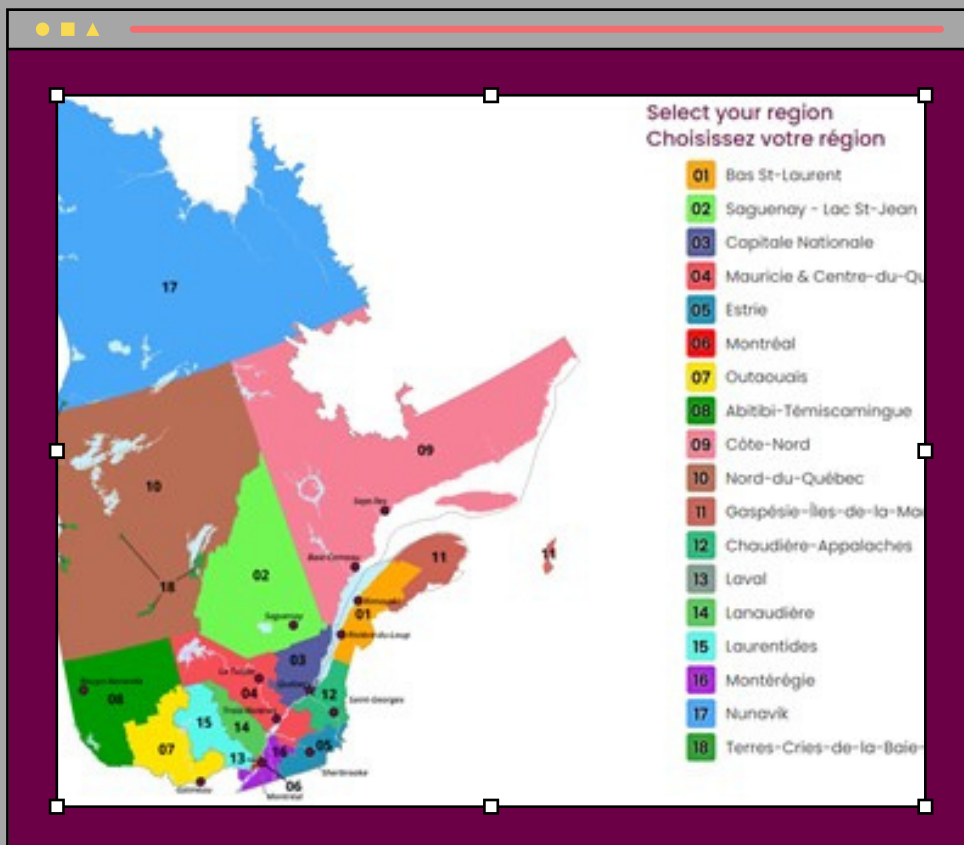 Select your region
Choisissez votre région
01 Bas St-Laurent
02 Saguenay - Lac St-Jean
03 Capitale Nationale
04 Mauricie & Centre-du-Qu
05 Estrie
06 Montréal
07 Outaouais
08 Abitibi-Témiscamingue
09 Côte-Nord
10 Nord-du-Québec
11 Gaspésie-Îles-de-la-Ma
12 Chaudière-Appalaches
13 Laval
14 Lanaudière
15 Laurentides
16 Montérégie
17 Nunavik
18 Terres-Cries-de-la-Baie-
17
09
10
Sept-Îles
11
11
Baie-Comeau
02
18
Rimouski
01
Saguenay
Rivière-du-Loup
03
La Tuque
Québec
Rouyn-Noranda
04
12
08
Saint-Georges
Trois-Rivières
15
14
07
05
16
13
Sherbrooke
06
Gatineau
Montréal